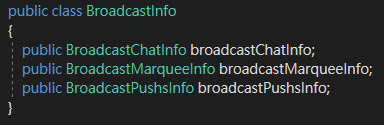 public class BroadcastInfo
{
public BroadcastChatInfo broadcastChatInfo;
public BroadcastMarqueeInfo broadcastMarqueeInfo;
public BroadcastPushsInfo broadcastPushsInfo;
}